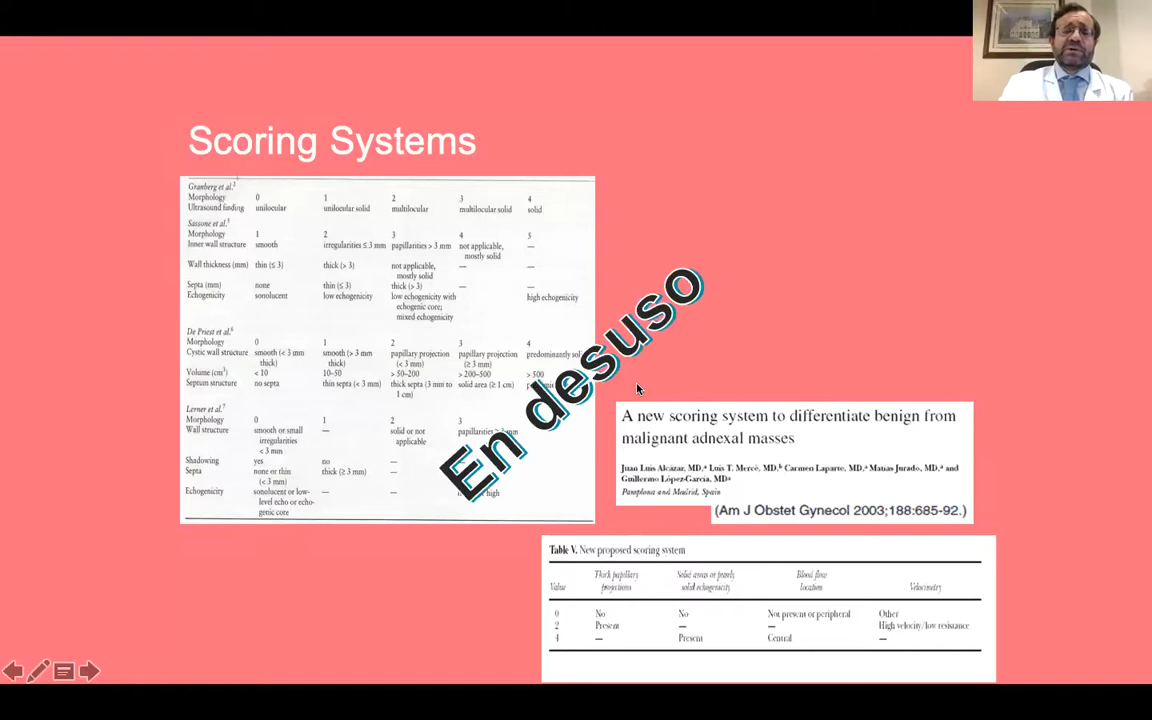 Scoring Systems
Granberg et al.
Morphology 0 1 2 3 4
Ultrasound finding unilocular unilocular solid multilocular multilocular solid solid
Sassone et al.
Morphology 1 2 3 4 5
Inner wall structure smooth irregularities ≤ 3 mm papillarities > 3 mm not applicable, —
mostly solid
Wall thickness (mm) thin (≤ 3) thick (> 3) not applicable, — —
mostly solid
Septa (mm) none thin (≤ 3) thick (> 3) — —
Echogenicity sonolucent low echogenicity low echogenicity with high echogenicity
echogenic core;
mixed echogenicity
De Priest et al.
Morphology 0 1 2 3 4
Cystic wall structure smooth (< 3 mm smooth (> 3 mm papillary projection papillary projection predominantly
thick) thick) (< 3 mm) (≥ 3 mm)
Volume (cm³) < 10 10–50 > 50–200 > 200–500 > 500
Septum structure no septa thin septa (< 3 mm) thick septa (3 mm to solid area (≥ 1 cm)
1 cm)
Lerner et al.
Morphology 0 1 2 3
Wall structure smooth or small — solid or not papillarities mm
irregularities applicable
< 3 mm
Shadowing yes no —
Septa none or thin thick (≥ 3 mm) —
(< 3 mm)
Echogenicity sonolucent or low- — — high
level echo or echo-
genic core
En desuso
A new scoring system to differentiate benign from
malignant adnexal masses
Juan Luis Alcázar, MD,ᵃ Luis T. Mercé, MD,ᵇ Carmen Laparte, MD,ᵃ Matías Jurado, MD,ᵃ and
Guillermo López-García, MDᵃ
Pamplona and Madrid, Spain
(Am J Obstet Gynecol 2003;188:685-92.)
Table V. New proposed scoring system
Thick papillary Solid areas or purely Blood flow
Value projections solid echogenicity location Velocimetry
0 No No Not present or peripheral Other
2 Present — — High velocity/low resistance
4 — Present Central —